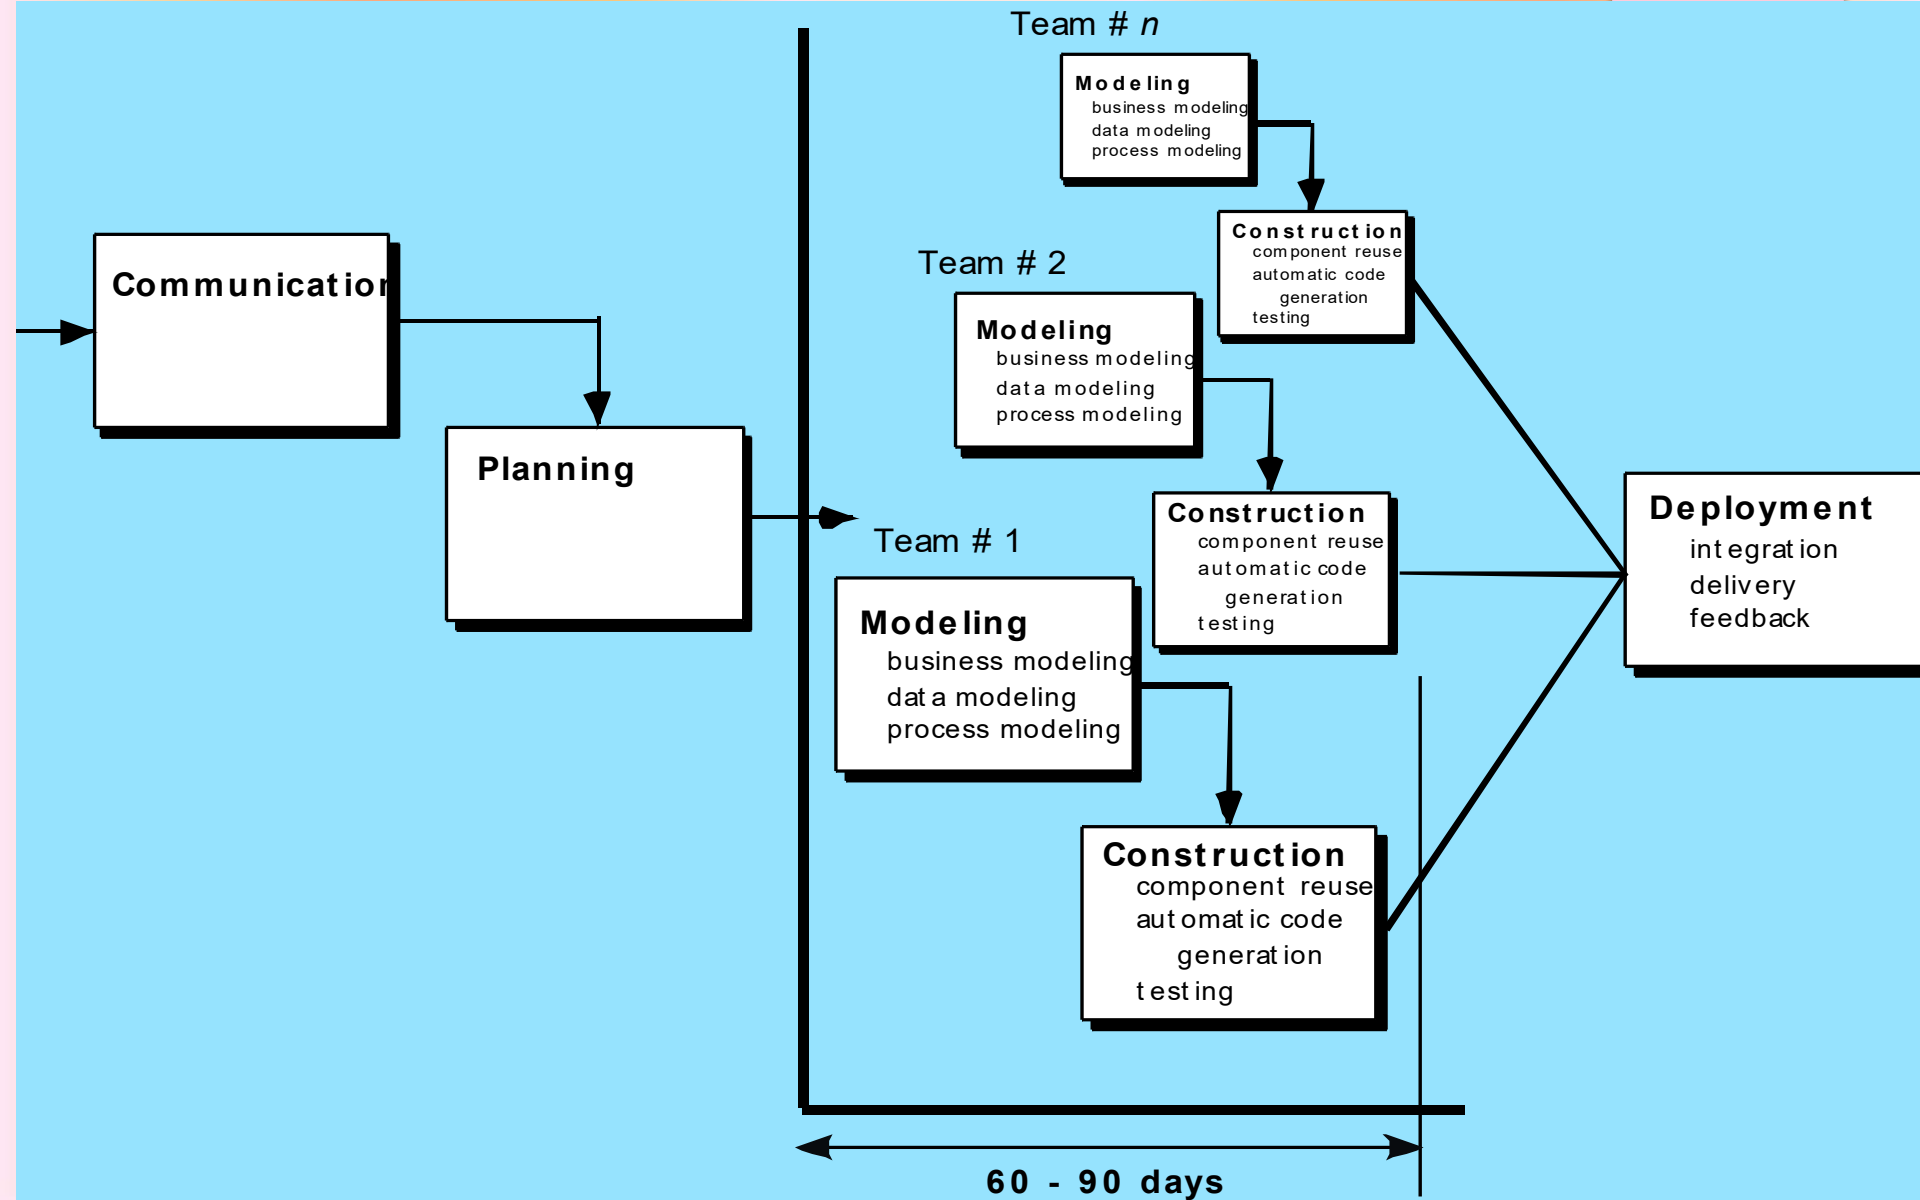 Team # n
Modeling
business modeling
data modeling
process modeling
Construction
component reuse
automatic code
generation
testing
Team # 2
Modeling
business modeling
data modeling
process modeling
Construction
component reuse
automatic code
generation
testing
Communication
Planning
Team # 1
Modeling
business modeling
data modeling
process modeling
Construction
component reuse
automatic code
generation
testing
Deployment
integration
delivery
feedback
60 - 90 days